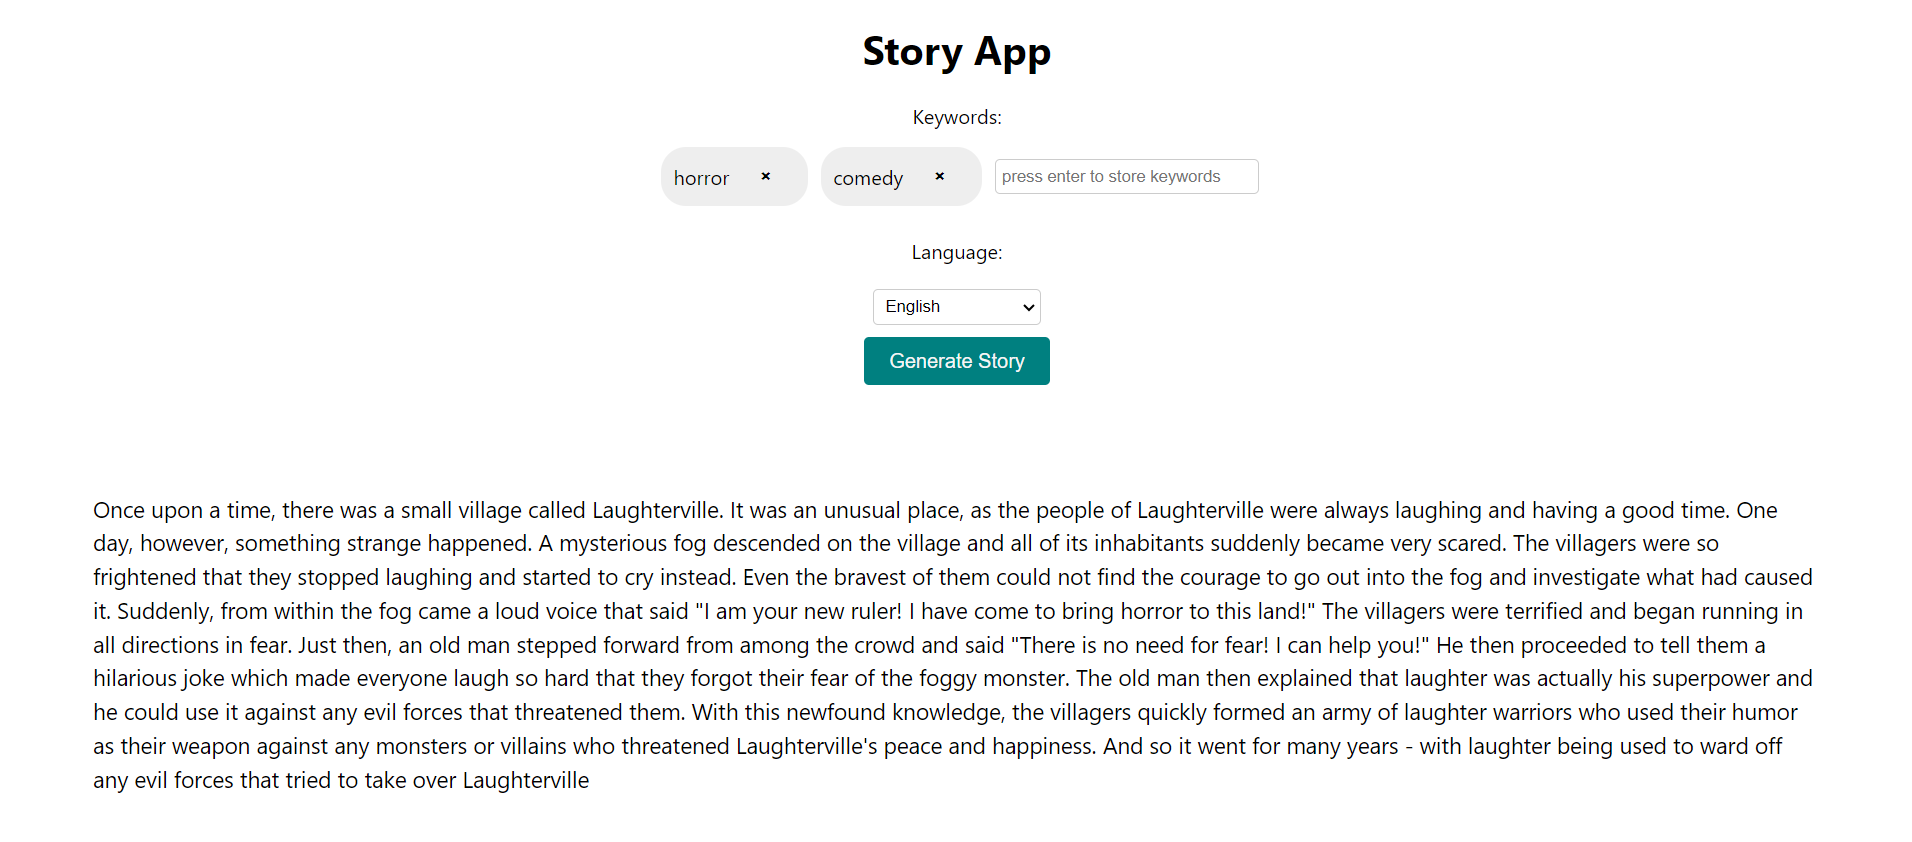 Story App
Keywords:
horror × comedy × press enter to store keywords
Language:
English
Generate Story
Once upon a time, there was a small village called Laughterville. It was an unusual place, as the people of Laughterville were always laughing and having a good time. One
day, however, something strange happened. A mysterious fog descended on the village and all of its inhabitants suddenly became very scared. The villagers were so
frightened that they stopped laughing and started to cry instead. Even the bravest of them could not find the courage to go out into the fog and investigate what had caused
it. Suddenly, from within the fog came a loud voice that said "I am your new ruler! I have come to bring horror to this land!" The villagers were terrified and began running in
all directions in fear. Just then, an old man stepped forward from among the crowd and said "There is no need for fear! I can help you!" He then proceeded to tell them a
hilarious joke which made everyone laugh so hard that they forgot their fear of the foggy monster. The old man then explained that laughter was actually his superpower and
he could use it against any evil forces that threatened them. With this newfound knowledge, the villagers quickly formed an army of laughter warriors who used their humor
as their weapon against any monsters or villains who threatened Laughterville's peace and happiness. And so it went for many years - with laughter being used to ward off
any evil forces that tried to take over Laughterville